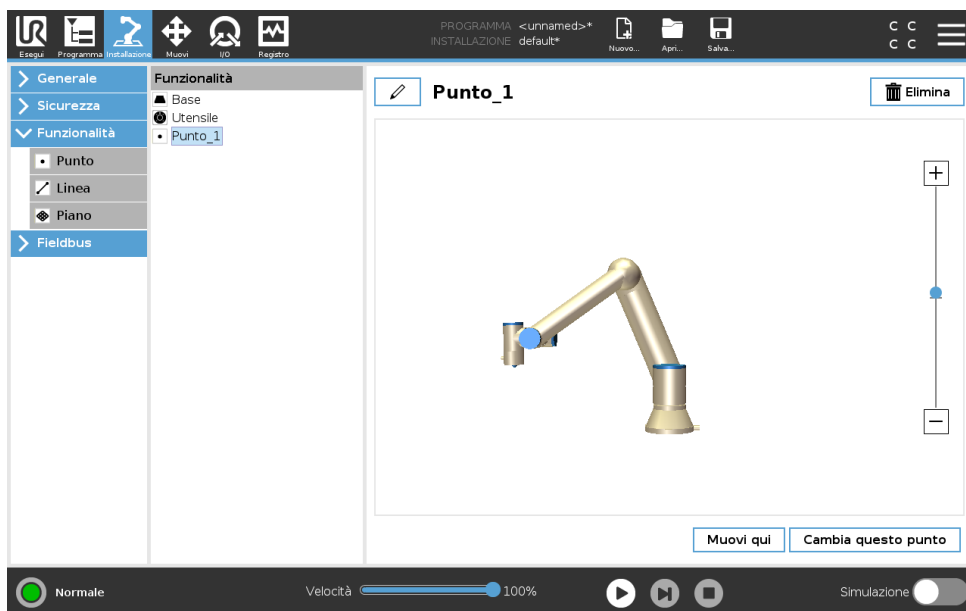 PROGRAMMA <unnamed>*
INSTALLAZIONE default*
UR
Esegui Programma Installazione Muovi I/O Registro
Nuovo... Apri... Salva...
C C
C C
Generale
Sicurezza
Funzionalità
Punto
Linea
Piano
Fieldbus
Funzionalità
Base
Utensile
Punto_1
Punto_1
Elimina
+
−
Muovi qui Cambia questo punto
Normale Velocità 100% Simulazione